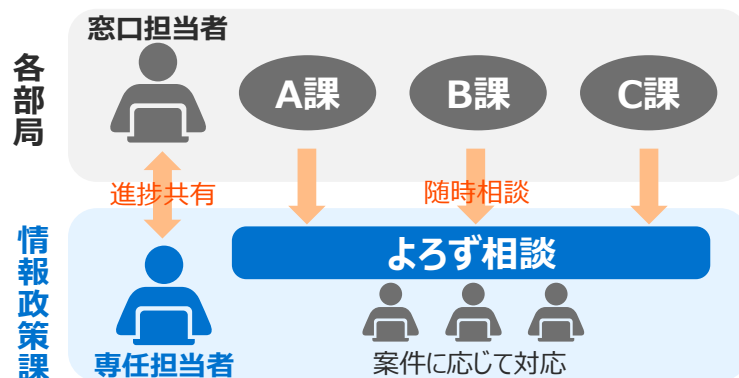 各部局
窓口担当者
A課
B課
C課
進捗共有
随時相談
情報政策課
よろず相談
専任担当者
案件に応じて対応